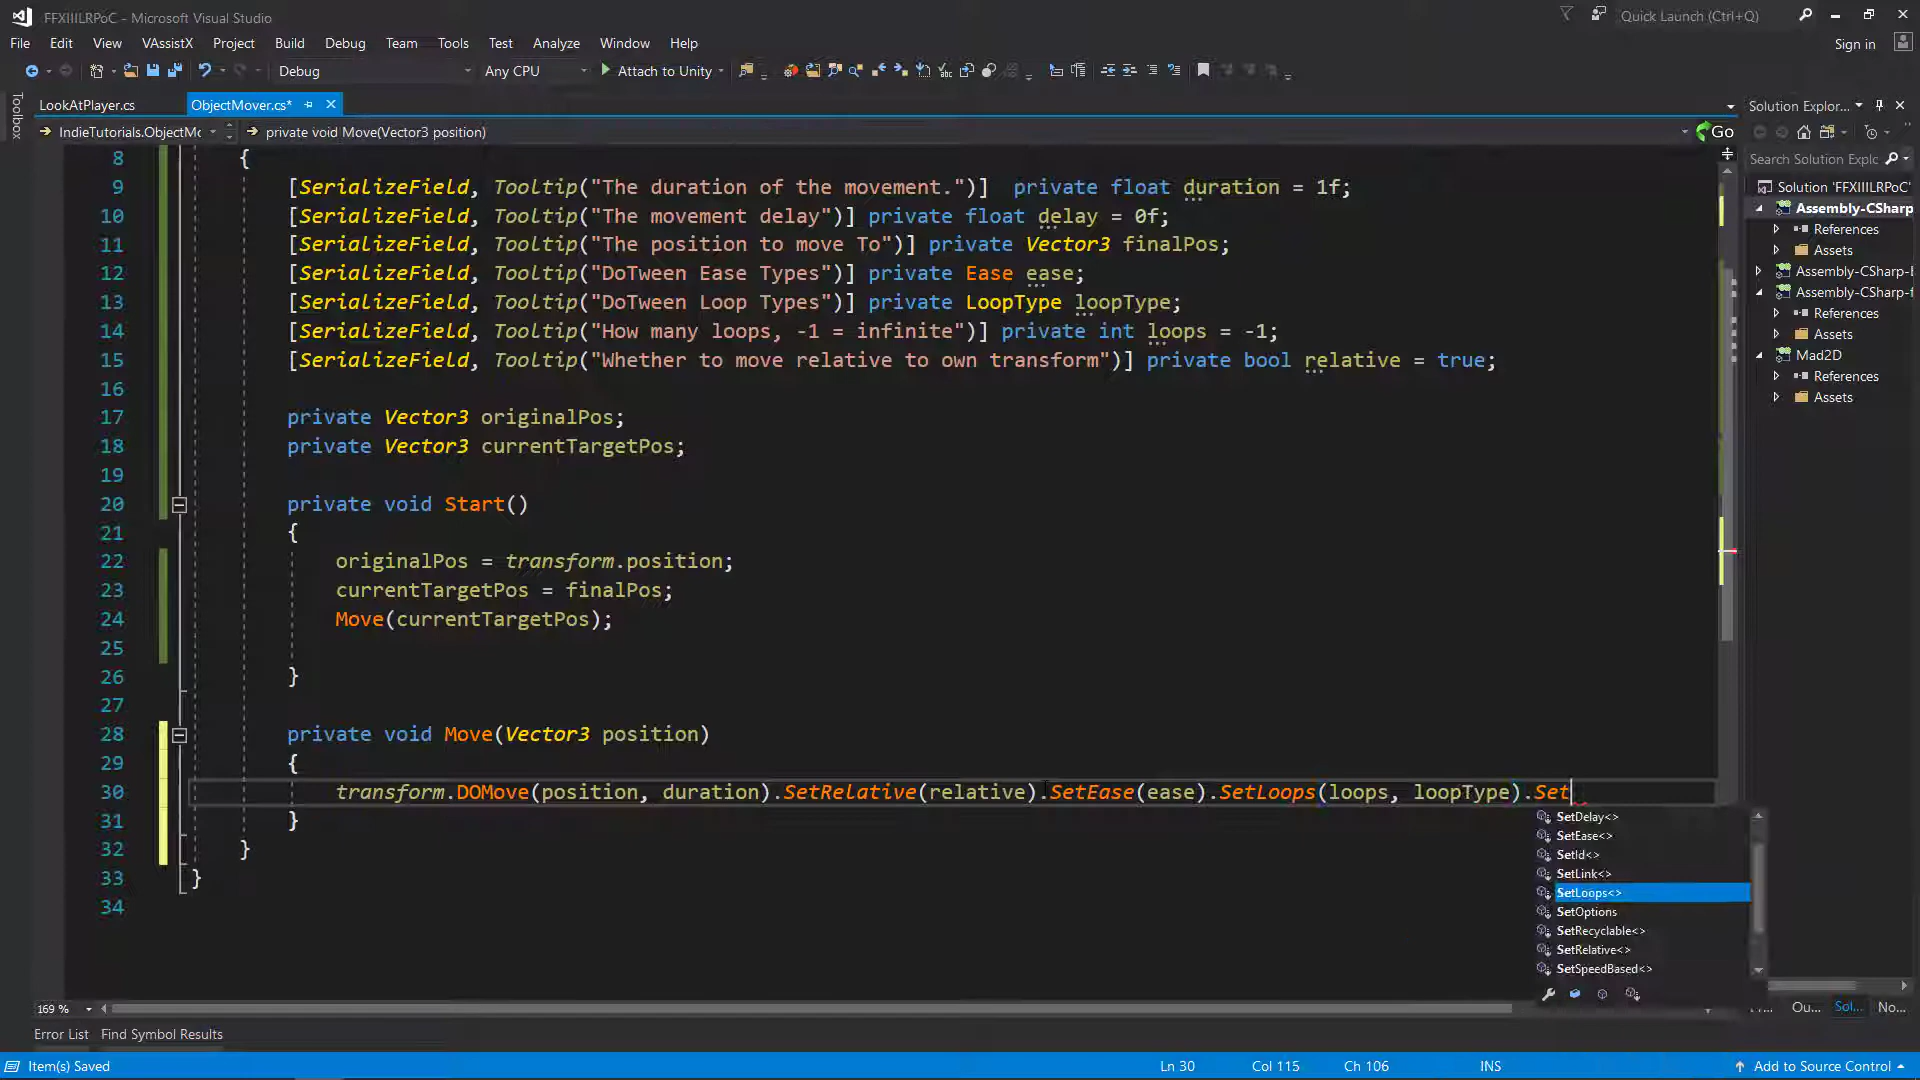 FFXIIILRPoC - Microsoft Visual Studio
Quick Launch (Ctrl+Q)
File Edit View VAssistX Project Build Debug Team Tools Test Analyze Window Help
Sign in
Debug Any CPU Attach to Unity
Toolbox
LookAtPlayer.cs ObjectMover.cs*
Solution Explor...
IndieTutorials.ObjectMo private void Move(Vector3 position) Go
Search Solution Explo
8 {
9 [SerializeField, Tooltip("The duration of the movement.")]  private float duration = 1f;
10 [SerializeField, Tooltip("The movement delay")] private float delay = 0f;
11 [SerializeField, Tooltip("The position to move To")] private Vector3 finalPos;
12 [SerializeField, Tooltip("DoTween Ease Types")] private Ease ease;
13 [SerializeField, Tooltip("DoTween Loop Types")] private LoopType loopType;
14 [SerializeField, Tooltip("How many loops, -1 = infinite")] private int loops = -1;
15 [SerializeField, Tooltip("Whether to move relative to own transform")] private bool relative = true;
16
17 private Vector3 originalPos;
18 private Vector3 currentTargetPos;
19
20 private void Start()
21 {
22 originalPos = transform.position;
23 currentTargetPos = finalPos;
24 Move(currentTargetPos);
25
26 }
27
28 private void Move(Vector3 position)
29 {
30 transform.DOMove(position, duration).SetRelative(relative).SetEase(ease).SetLoops(loops, loopType).Set
31 }
32 }
33 }
34
SetDelay<>
SetEase<>
SetId<>
SetLink<>
SetLoops<>
SetOptions
SetRecyclable<>
SetRelative<>
SetSpeedBased<>
Solution 'FFXIIILRPoC'
Assembly-CSharp
References
Assets
Assembly-CSharp-E
Assembly-CSharp-f
References
Assets
Mad2D
References
Assets
169 %
Ou... Sol... No...
Error List Find Symbol Results
Item(s) Saved Ln 30 Col 115 Ch 106 INS Add to Source Control